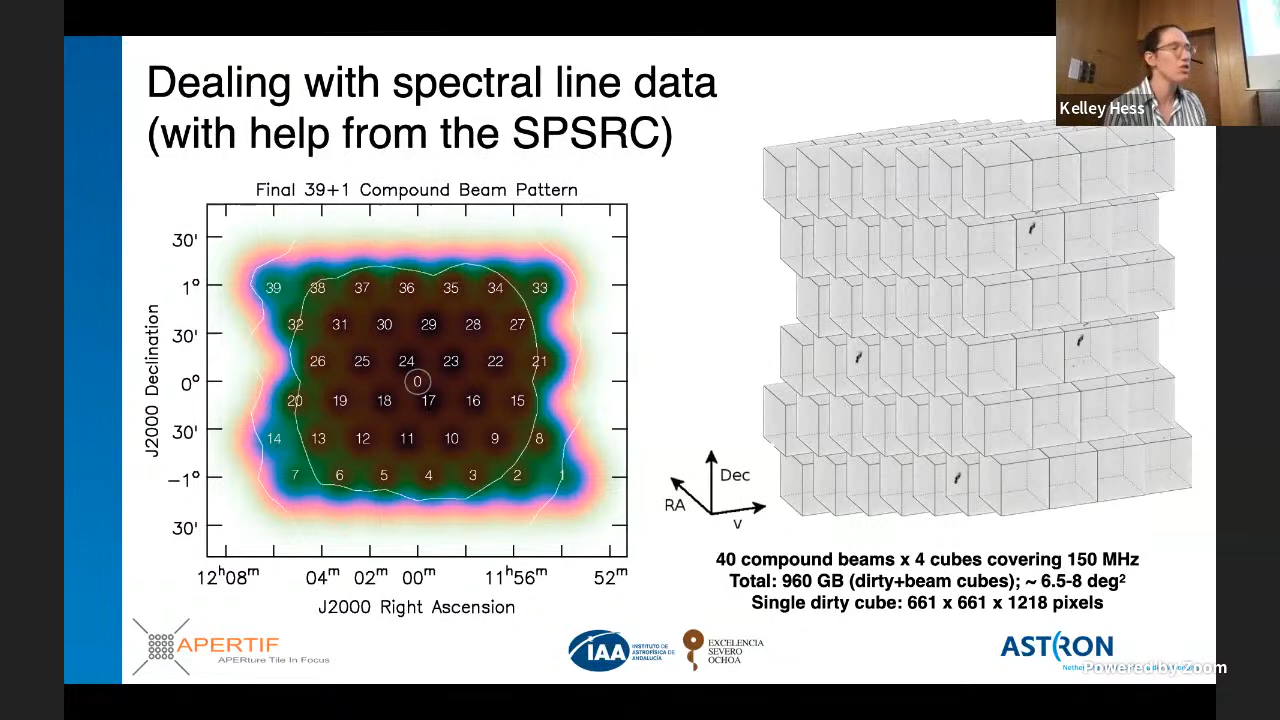 Dealing with spectral line data
(with help from the SPSRC)
Kelley Hess
Final 39+1 Compound Beam Pattern
J2000 Declination
30'
1°
30'
0°
30'
−1°
30'
39 38 37 36 35 34 33
32 31 30 29 28 27
26 25 24 23 22 21
0
20 19 18 17 16 15
14 13 12 11 10 9 8
7 6 5 4 3 2 1
12ʰ08ᵐ 04ᵐ 02ᵐ 00ᵐ 11ʰ56ᵐ 52ᵐ
J2000 Right Ascension
Dec
RA
v
40 compound beams x 4 cubes covering 150 MHz
Total: 960 GB (dirty+beam cubes); ~ 6.5-8 deg²
Single dirty cube: 661 x 661 x 1218 pixels
APERTIF
APERture Tile In Focus
IAA
INSTITUTO DE
ASTROFÍSICA DE
ANDALUCÍA
EXCELENCIA
SEVERO
OCHOA
ASTRON
Powered by Zoom